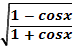 √((1 − cosx)/(1 + cosx))